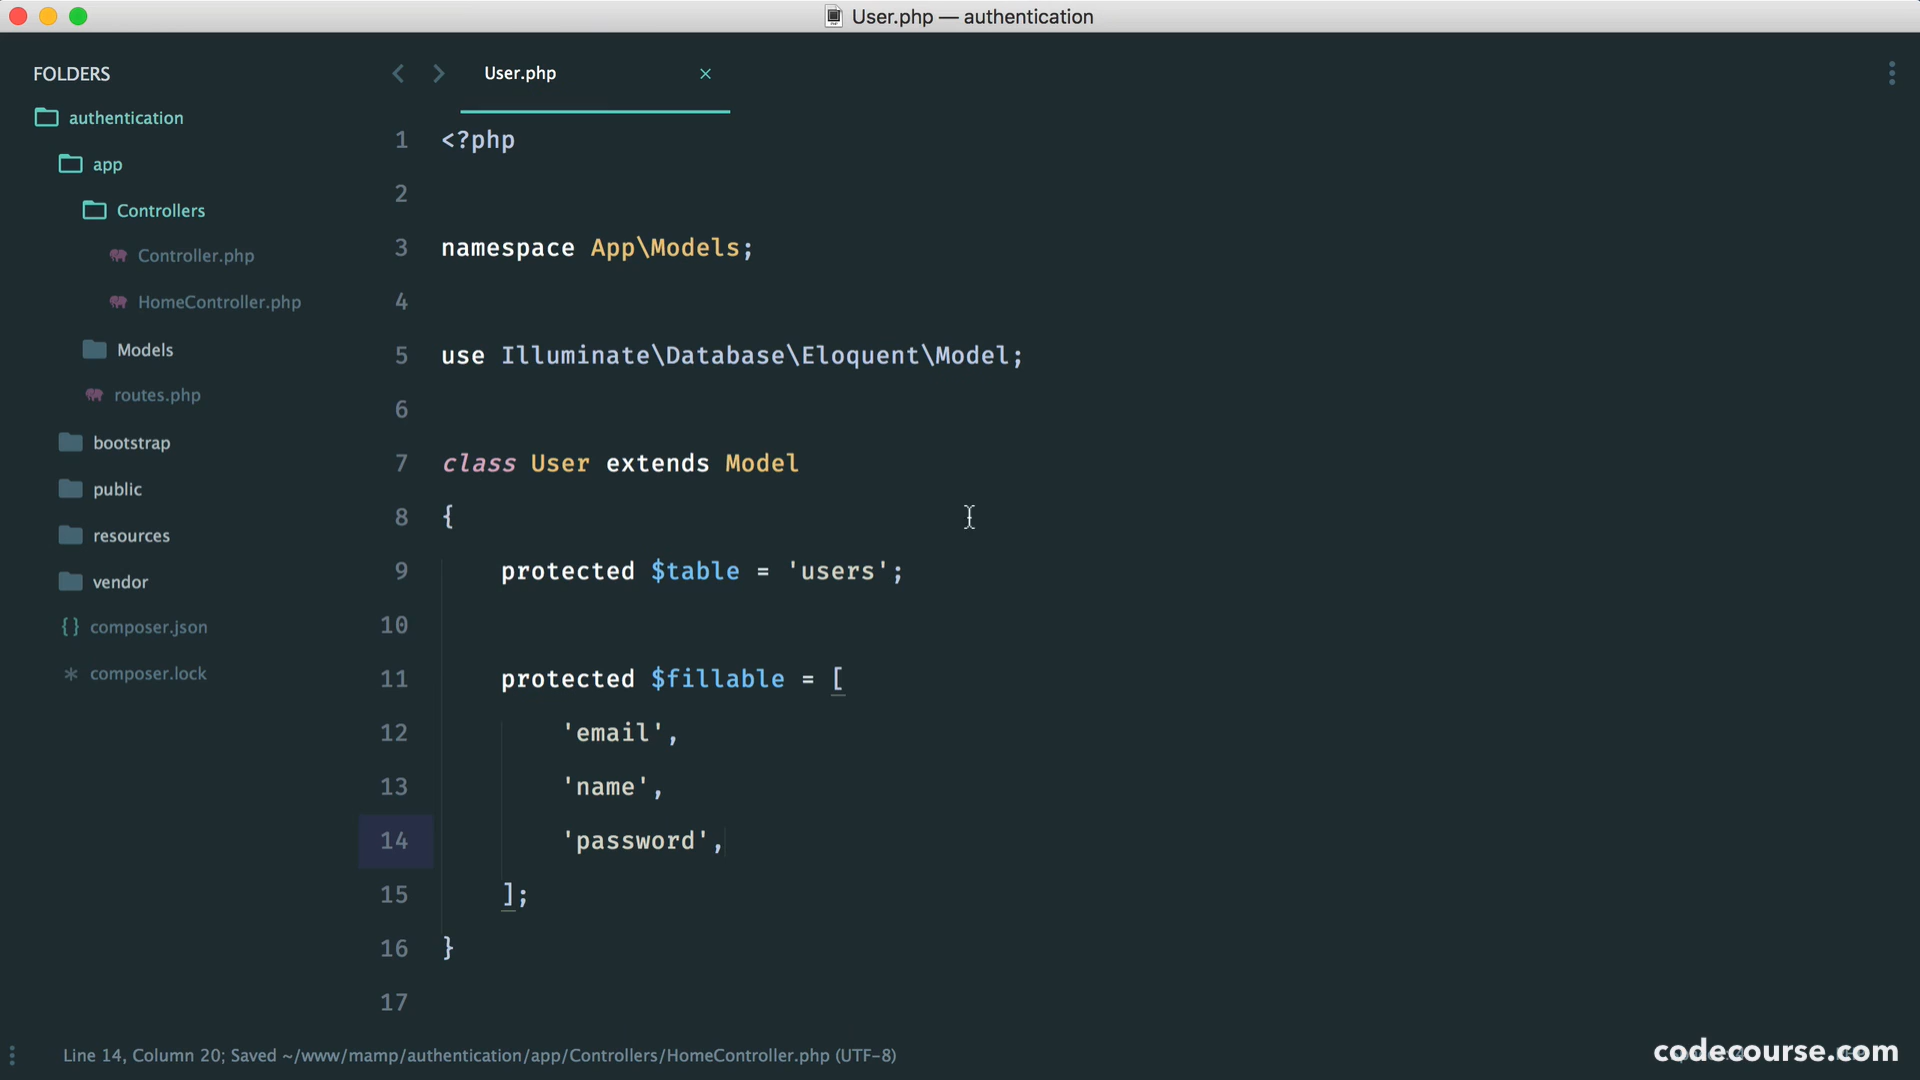 User.php — authentication
FOLDERS
authentication
app
Controllers
Controller.php
HomeController.php
Models
routes.php
bootstrap
public
resources
vendor
{} composer.json
* composer.lock
User.php ×
1 <?php
2
3 namespace App\Models;
4
5 use Illuminate\Database\Eloquent\Model;
6
7 class User extends Model
8 {
9     protected $table = 'users';
10
11     protected $fillable = [
12         'email',
13         'name',
14         'password',
15     ];
16 }
17
Line 14, Column 20; Saved ~/www/mamp/authentication/app/Controllers/HomeController.php (UTF-8)
codecourse.com